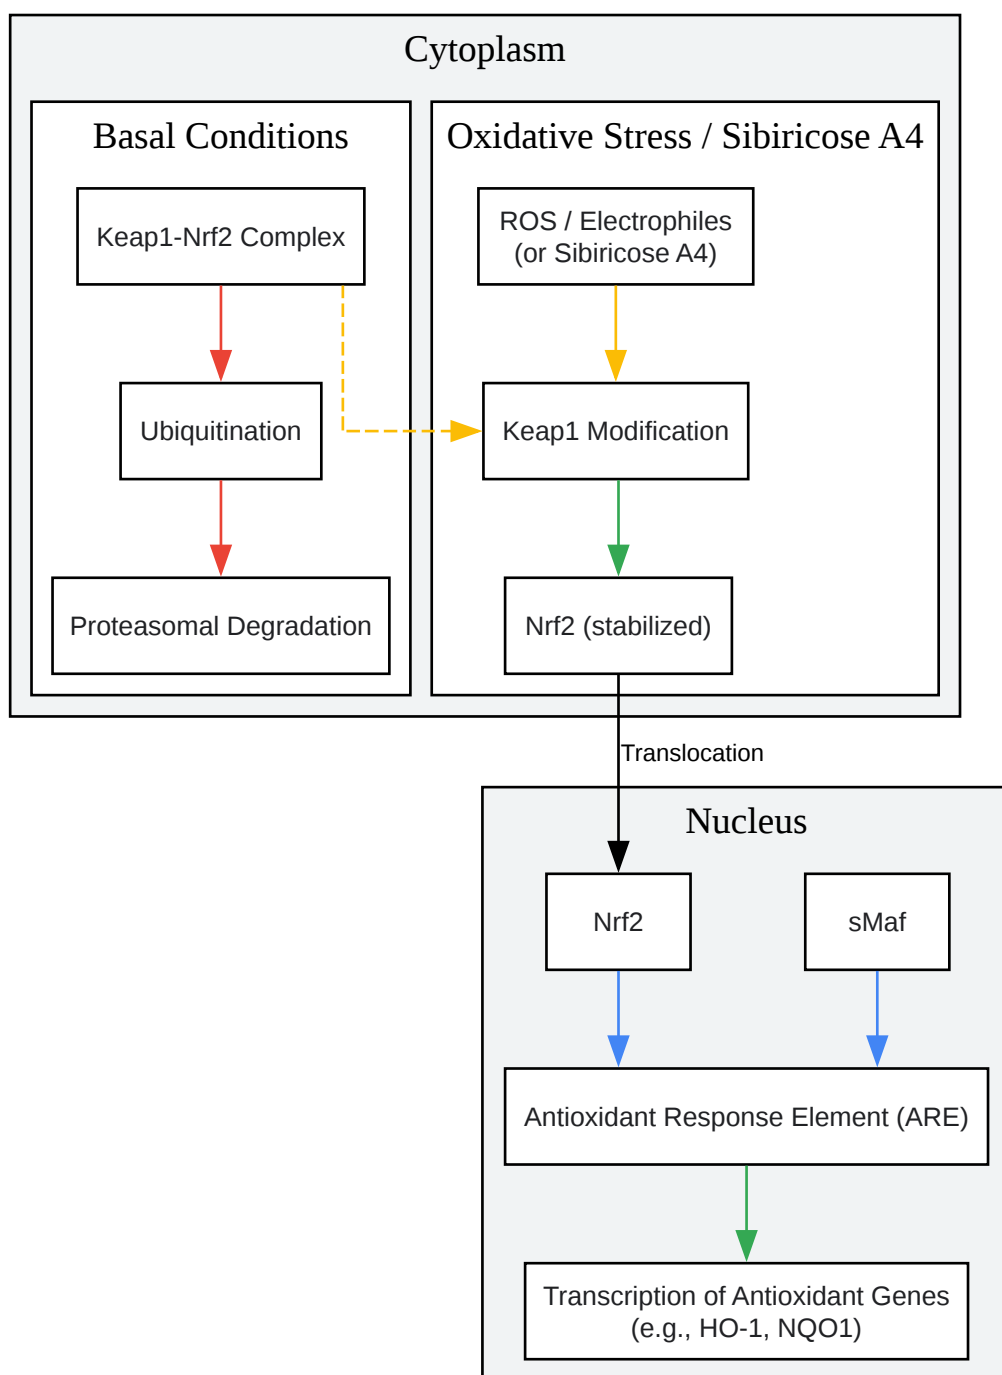 Cytoplasm
Basal Conditions
Keap1-Nrf2 Complex
Ubiquitination
Proteasomal Degradation
Oxidative Stress / Sibiricose A4
ROS / Electrophiles
(or Sibiricose A4)
Keap1 Modification
Nrf2 (stabilized)
Translocation
Nucleus
Nrf2
sMaf
Antioxidant Response Element (ARE)
Transcription of Antioxidant Genes
(e.g., HO-1, NQO1)